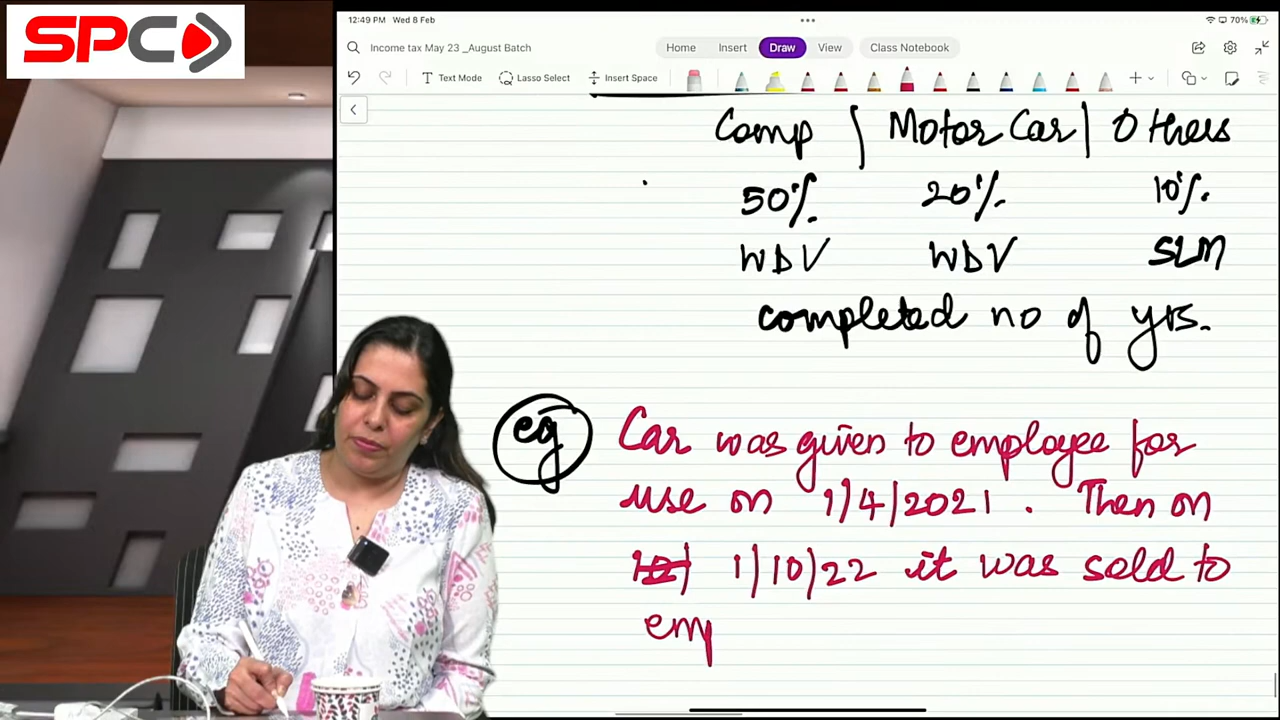 SPC
12:49 PM Wed 8 Feb
70%
Income tax May 23 _August Batch
Home Insert Draw View Class Notebook
Text Mode Lasso Select Insert Space
Comp | Motor Car | Others
50% 20% 10%
WDV WDV SLM
completed no of yrs.
eg Car was given to employee for
use on 1/4/2021. Then on
1/10/22 it was sold to
emp